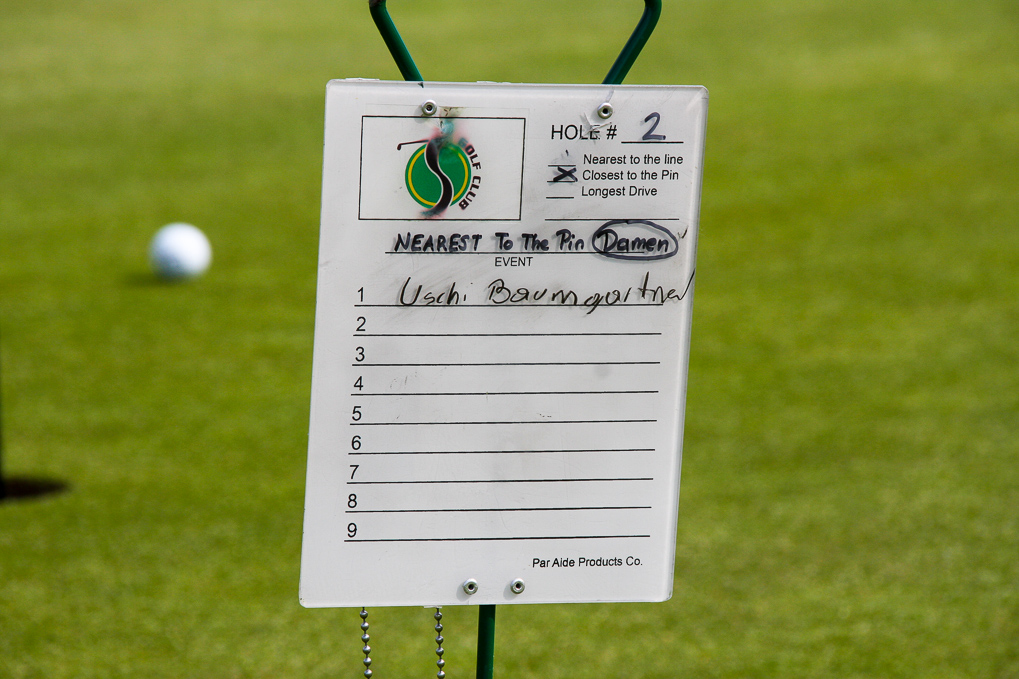 GOLF CLUB
HOLE # 2
Nearest to the line
X Closest to the Pin
Longest Drive
NEAREST To The Pin Damen
EVENT
1 Uschi Baumgartner
2
3
4
5
6
7
8
9
Par Aide Products Co.